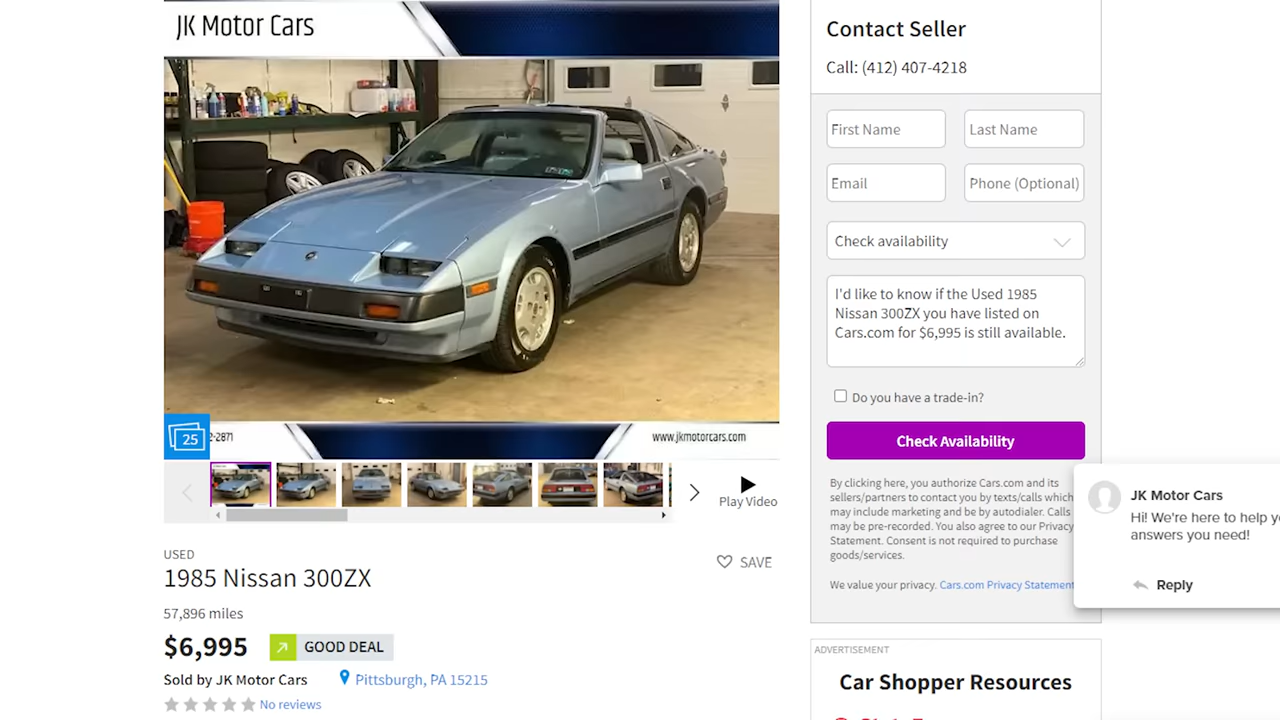 JK Motor Cars
25
2-2871
www.jkmotorcars.com
Play Video
USED
SAVE
1985 Nissan 300ZX
57,896 miles
$6,995
GOOD DEAL
Sold by JK Motor Cars
Pittsburgh, PA 15215
No reviews
Contact Seller
Call: (412) 407-4218
First Name
Last Name
Email
Phone (Optional)
Check availability
I'd like to know if the Used 1985
Nissan 300ZX you have listed on
Cars.com for $6,995 is still available.
Do you have a trade-in?
Check Availability
By clicking here, you authorize Cars.com and its
sellers/partners to contact you by texts/calls which
may include marketing and be by autodialer. Calls
may be pre-recorded. You also agree to our Privacy
Statement. Consent is not required to purchase
goods/services.
We value your privacy. Cars.com Privacy Statement
JK Motor Cars
Hi! We're here to help
answers you need!
Reply
ADVERTISEMENT
Car Shopper Resources